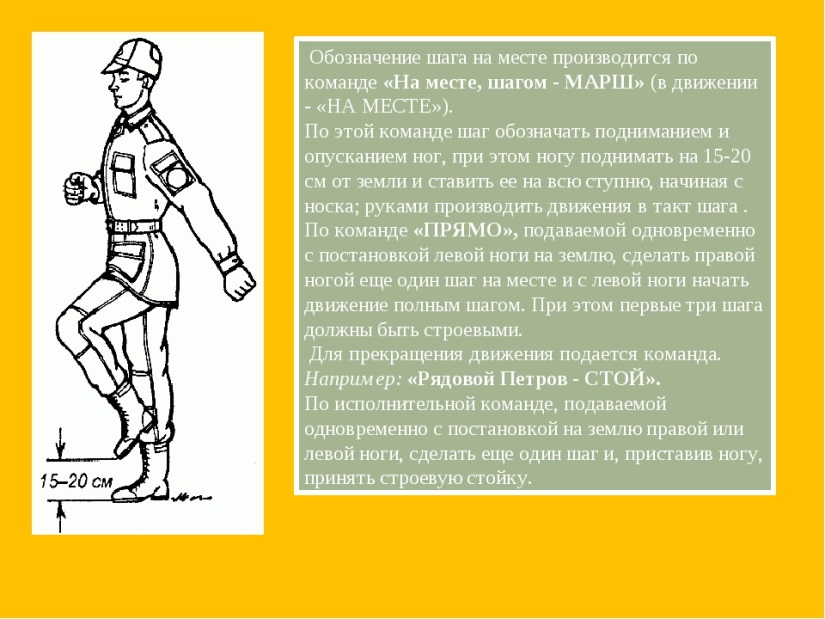 Обозначение шага на месте производится по
команде «На месте, шагом - МАРШ» (в движении
- «НА МЕСТЕ»).
По этой команде шаг обозначать подниманием и
опусканием ног, при этом ногу поднимать на 15-20
см от земли и ставить ее на всю ступню, начиная с
носка; руками производить движения в такт шага .
По команде «ПРЯМО», подаваемой одновременно
с постановкой левой ноги на землю, сделать правой
ногой еще один шаг на месте и с левой ноги начать
движение полным шагом. При этом первые три шага
должны быть строевыми.
Для прекращения движения подается команда.
Например: «Рядовой Петров - СТОЙ».
По исполнительной команде, подаваемой
одновременно с постановкой на землю правой или
левой ноги, сделать еще один шаг и, приставив ногу,
принять строевую стойку.
15–20 см